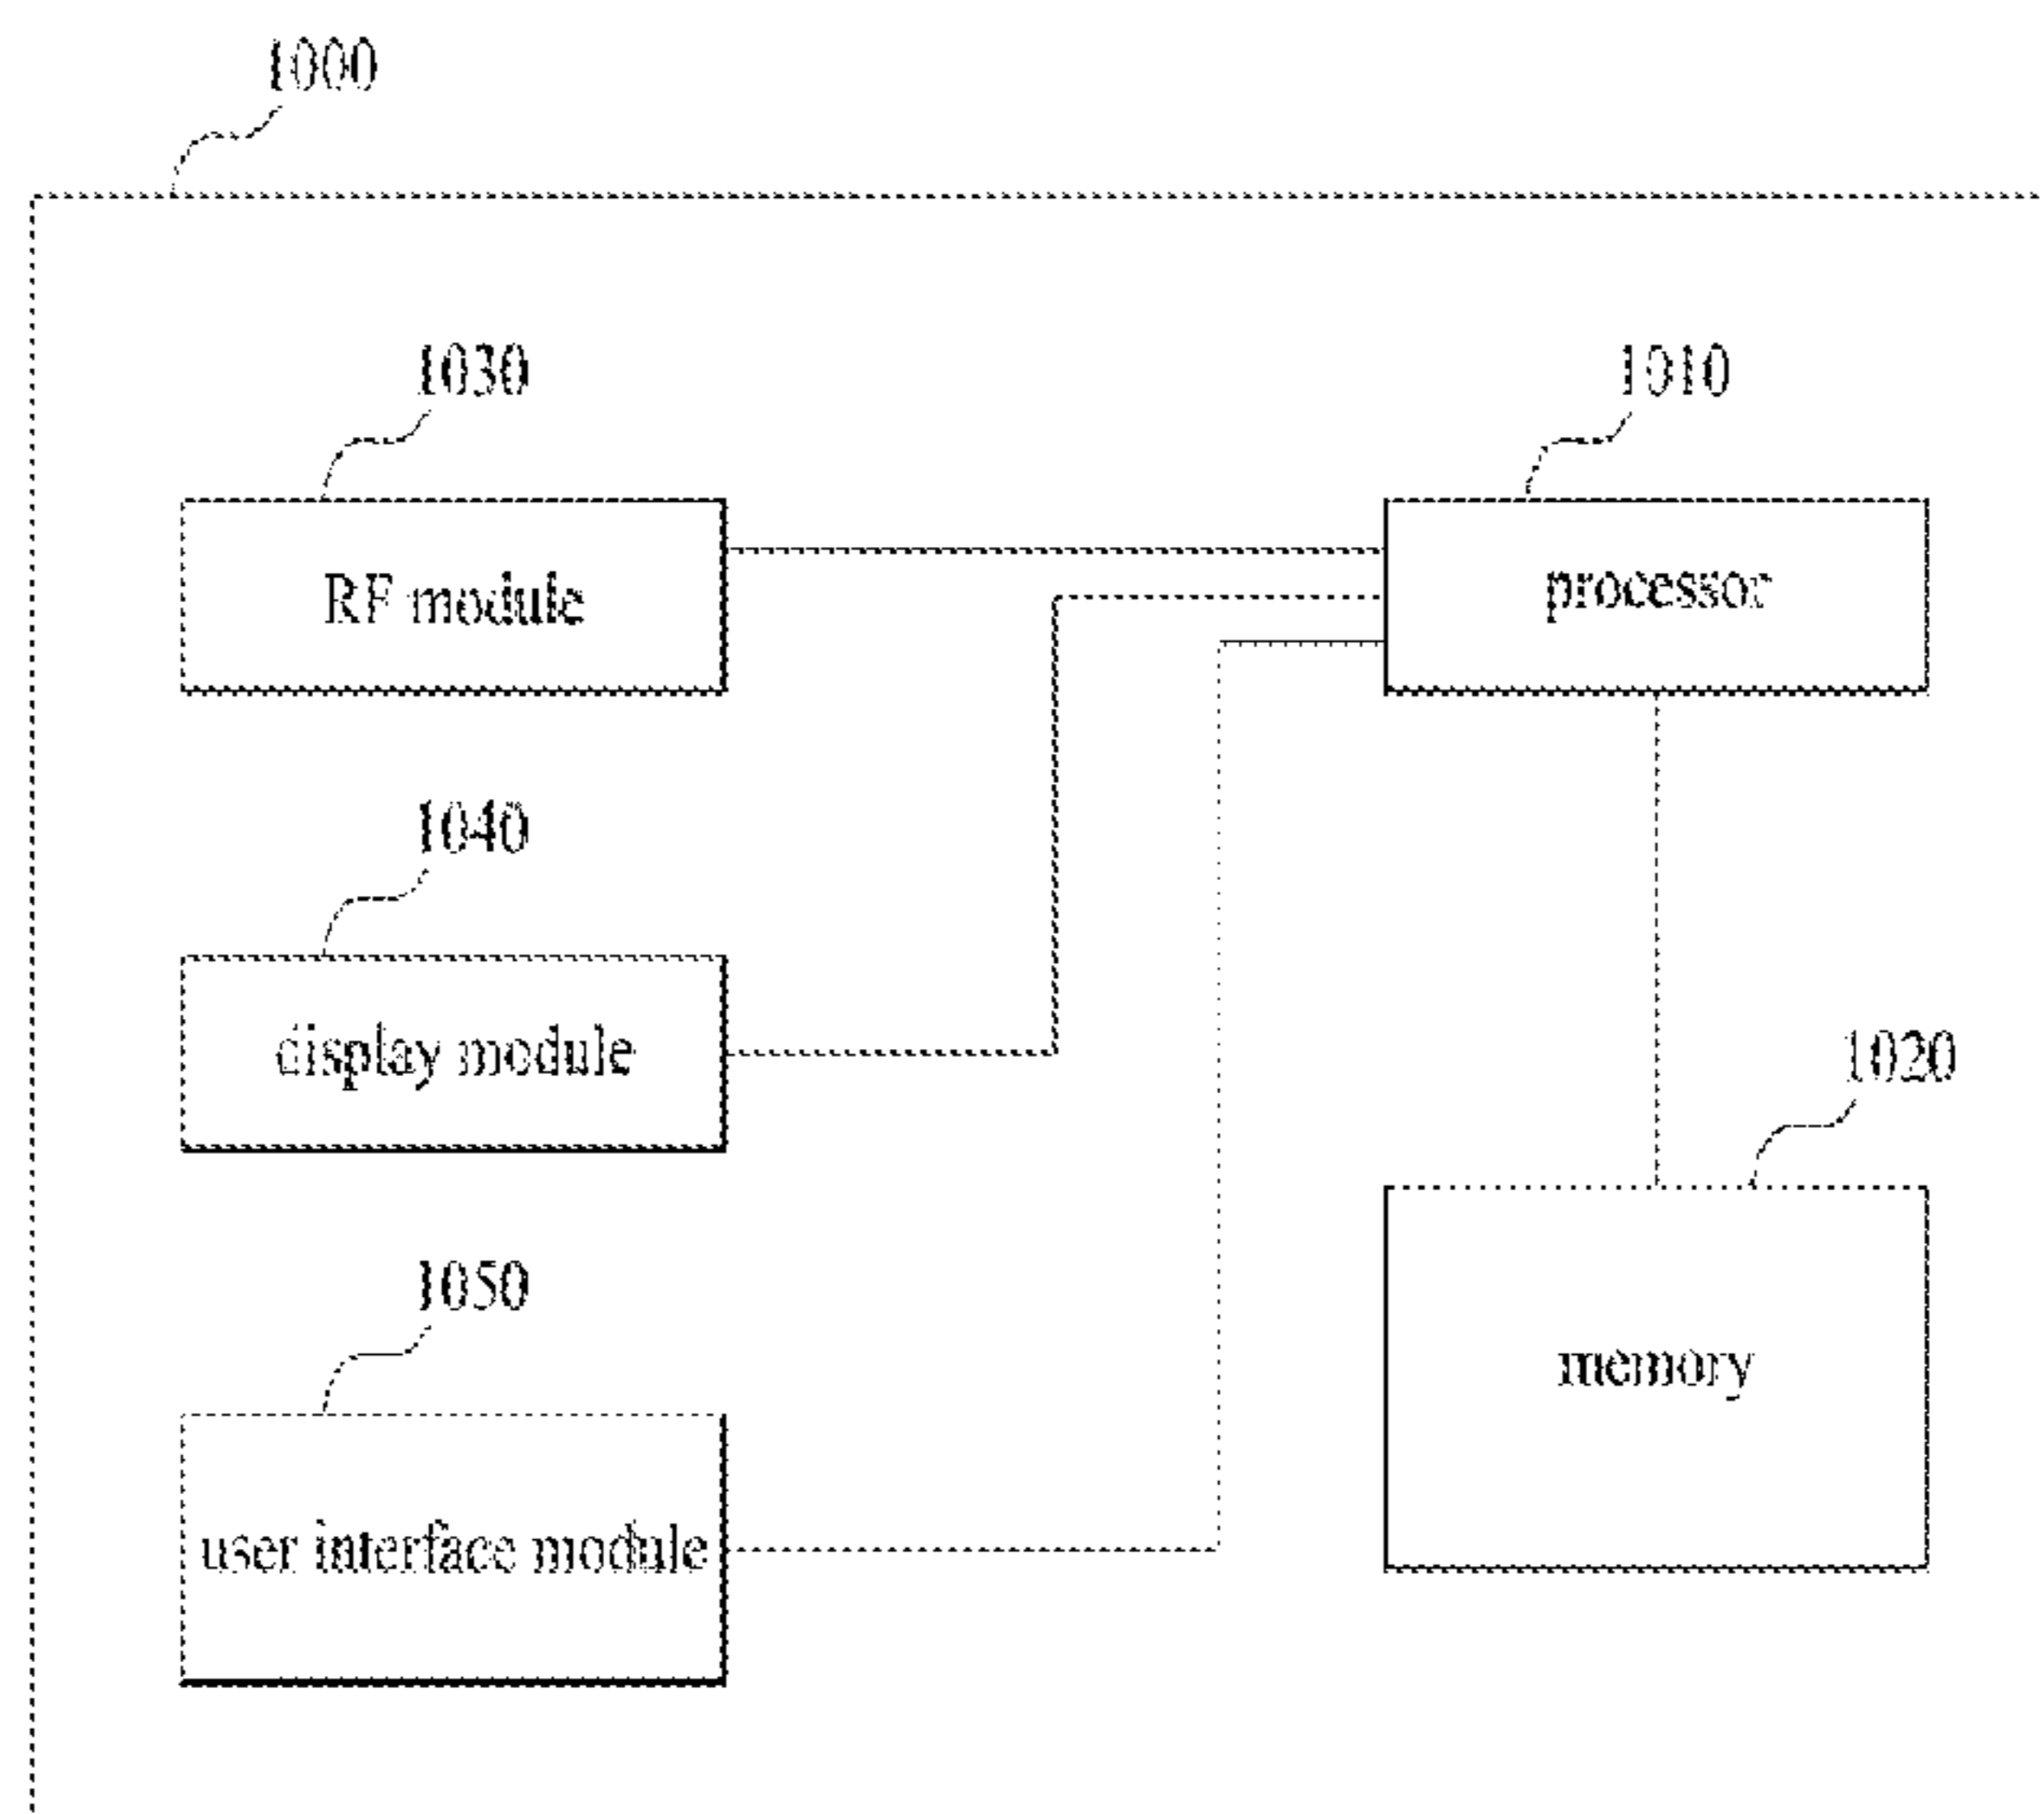 1000
1030
1010
RF module
processor
1040
display module
1020
1050
memory
user interface module